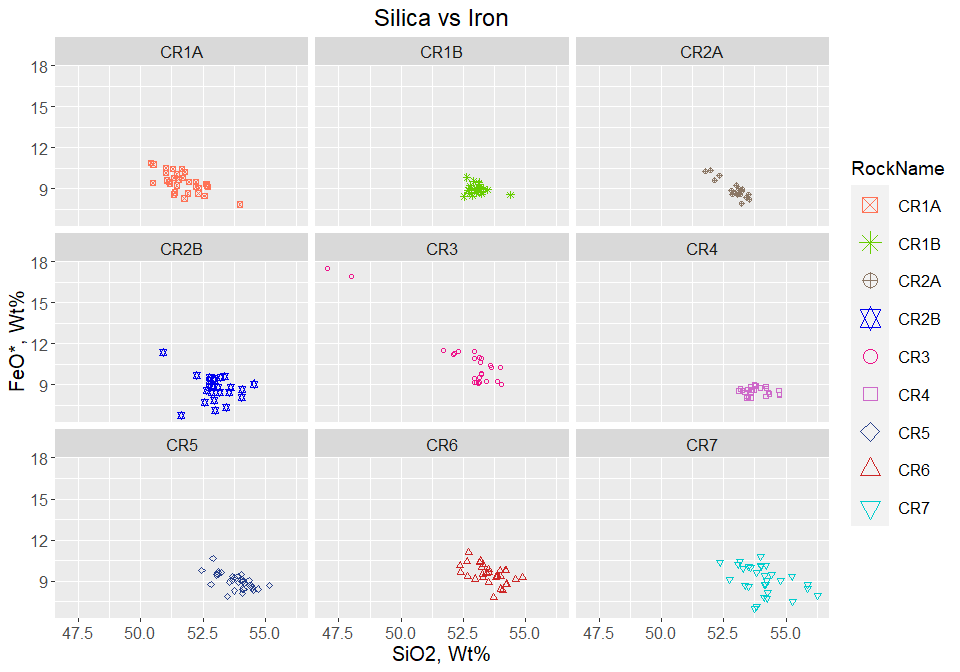 Silica vs Iron
CR1A CR1B CR2A
18
15
12
9
CR2B CR3 CR4
18
15
12
9
CR5 CR6 CR7
18
15
12
9
47.5 50.0 52.5 55.0 47.5 50.0 52.5 55.0 47.5 50.0 52.5 55.0
SiO2, Wt%
FeO*, Wt%
RockName
CR1A
CR1B
CR2A
CR2B
CR3
CR4
CR5
CR6
CR7